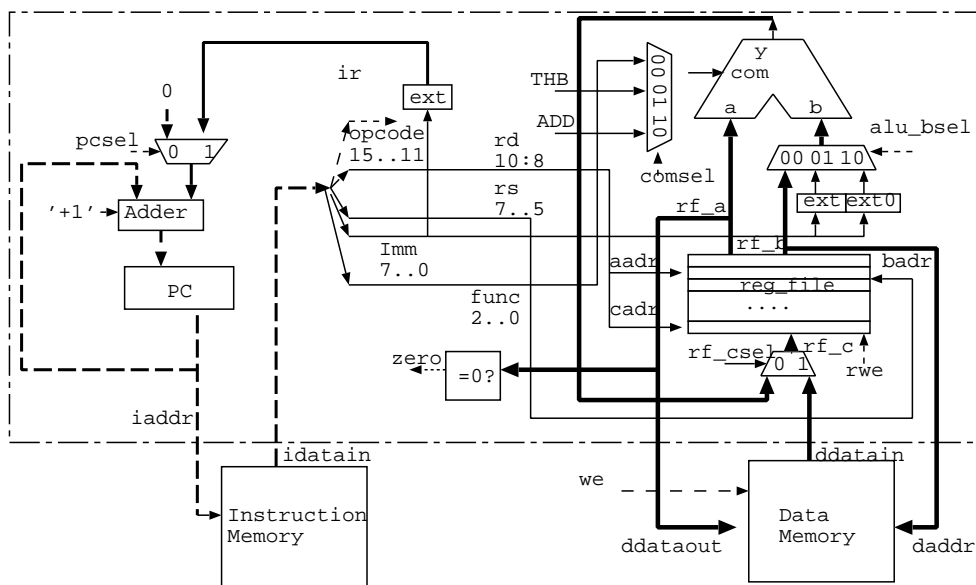 y
com
a
b
ir
ext
00 01 10
THB
ADD
comsel
0
pcsel
0 1
'+1'
Adder
PC
opcode
15..11
rd
10:8
rs
7..5
Imm
7..0
func
2..0
alu_bsel
00 01 10
ext
ext0
rf_a
rf_b
aadr
badr
reg_file
....
cadr
rf_csel
rf_c
0 1
rwe
zero
=0?
iaddr
idatain
ddatain
we
Instruction
Memory
Data
Memory
ddataout
daddr